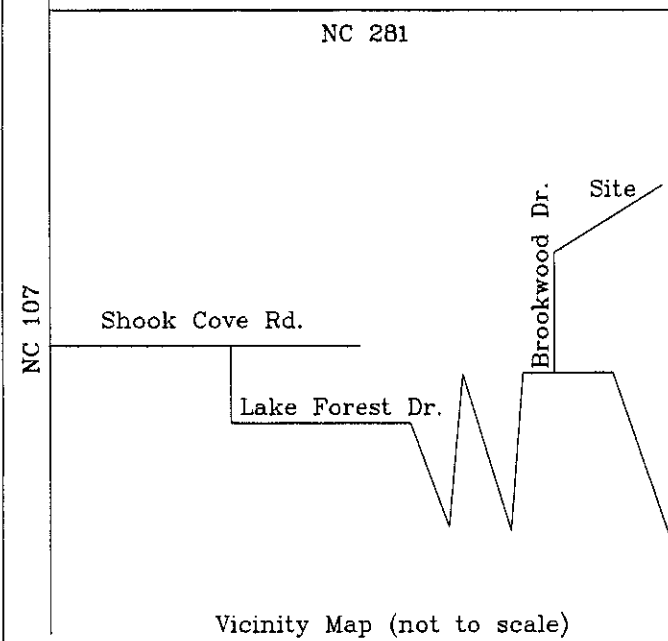 NC 281
Site
Brookwood Dr.
NC 107
Shook Cove Rd.
Lake Forest Dr.
Vicinity Map (not to scale)